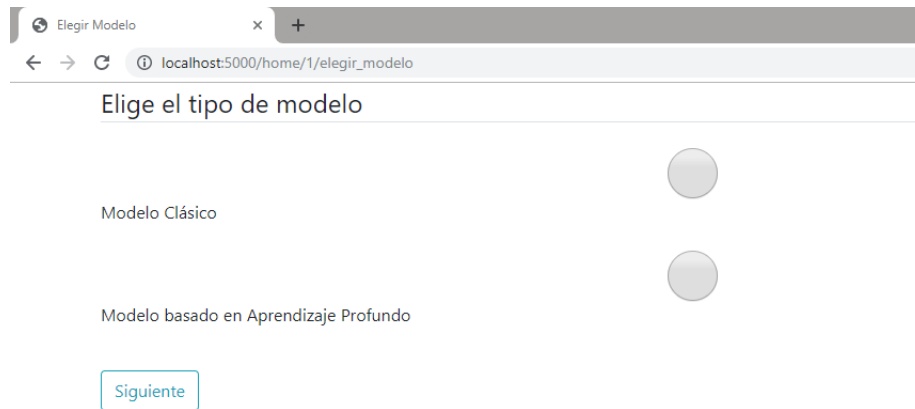 Elegir Modelo
localhost:5000/home/1/elegir_modelo
Elige el tipo de modelo
Modelo Clásico
Modelo basado en Aprendizaje Profundo
Siguiente